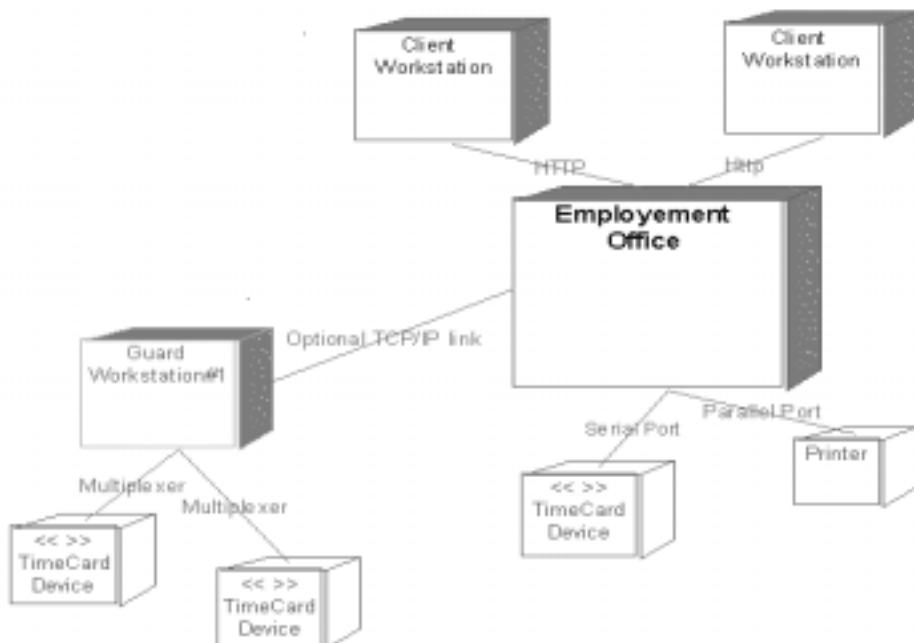 Client
Workstation
Client
Workstation
HTTP
Http
Employement
Office
Optional TCP/IP link
Guard
Workstation#1
Parallel Port
Serial Port
Printer
<< >>
TimeCard
Device
Multiplexer
Multiplexer
<< >>
TimeCard
Device
<< >>
TimeCard
Device